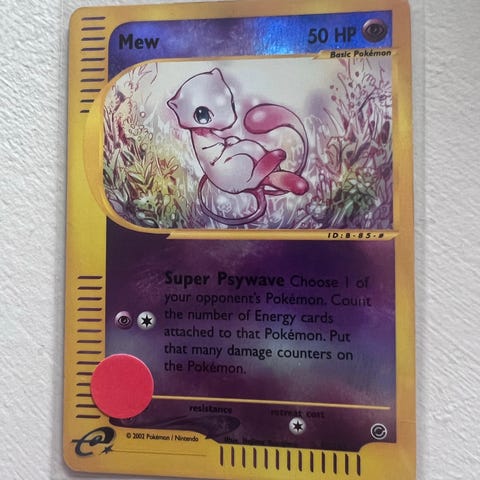 Mew
50 HP
Basic Pokémon
ID:B-85-#
Super Psywave Choose 1 of
your opponent's Pokémon. Count
the number of Energy cards
attached to that Pokémon. Put
that many damage counters on
the Pokémon.
resistance
retreat cost
© 2002 Pokémon / Nintendo
Illus.